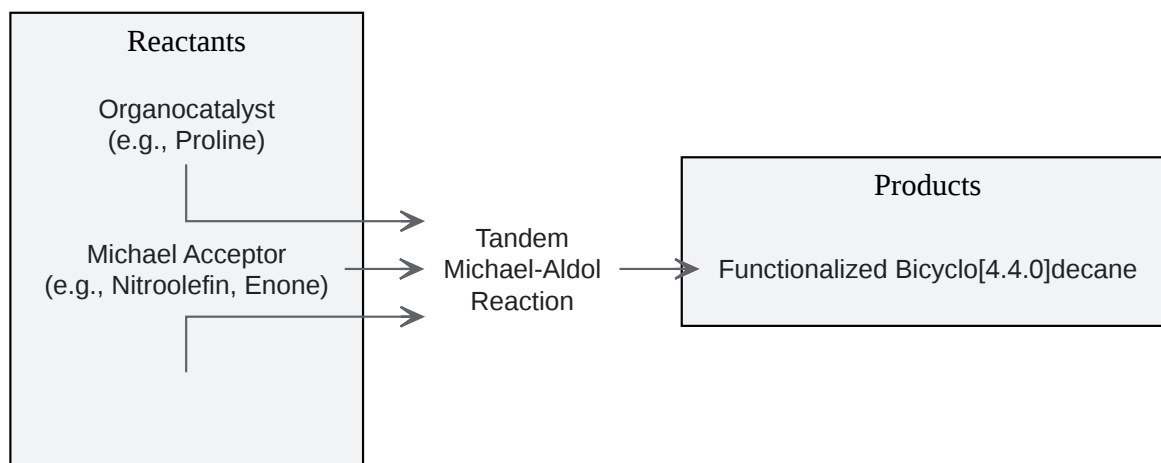 Reactants
Organocatalyst
(e.g., Proline)
Michael Acceptor
(e.g., Nitroolefin, Enone)
Tandem
Michael-Aldol
Reaction
Products
Functionalized Bicyclo[4.4.0]decane